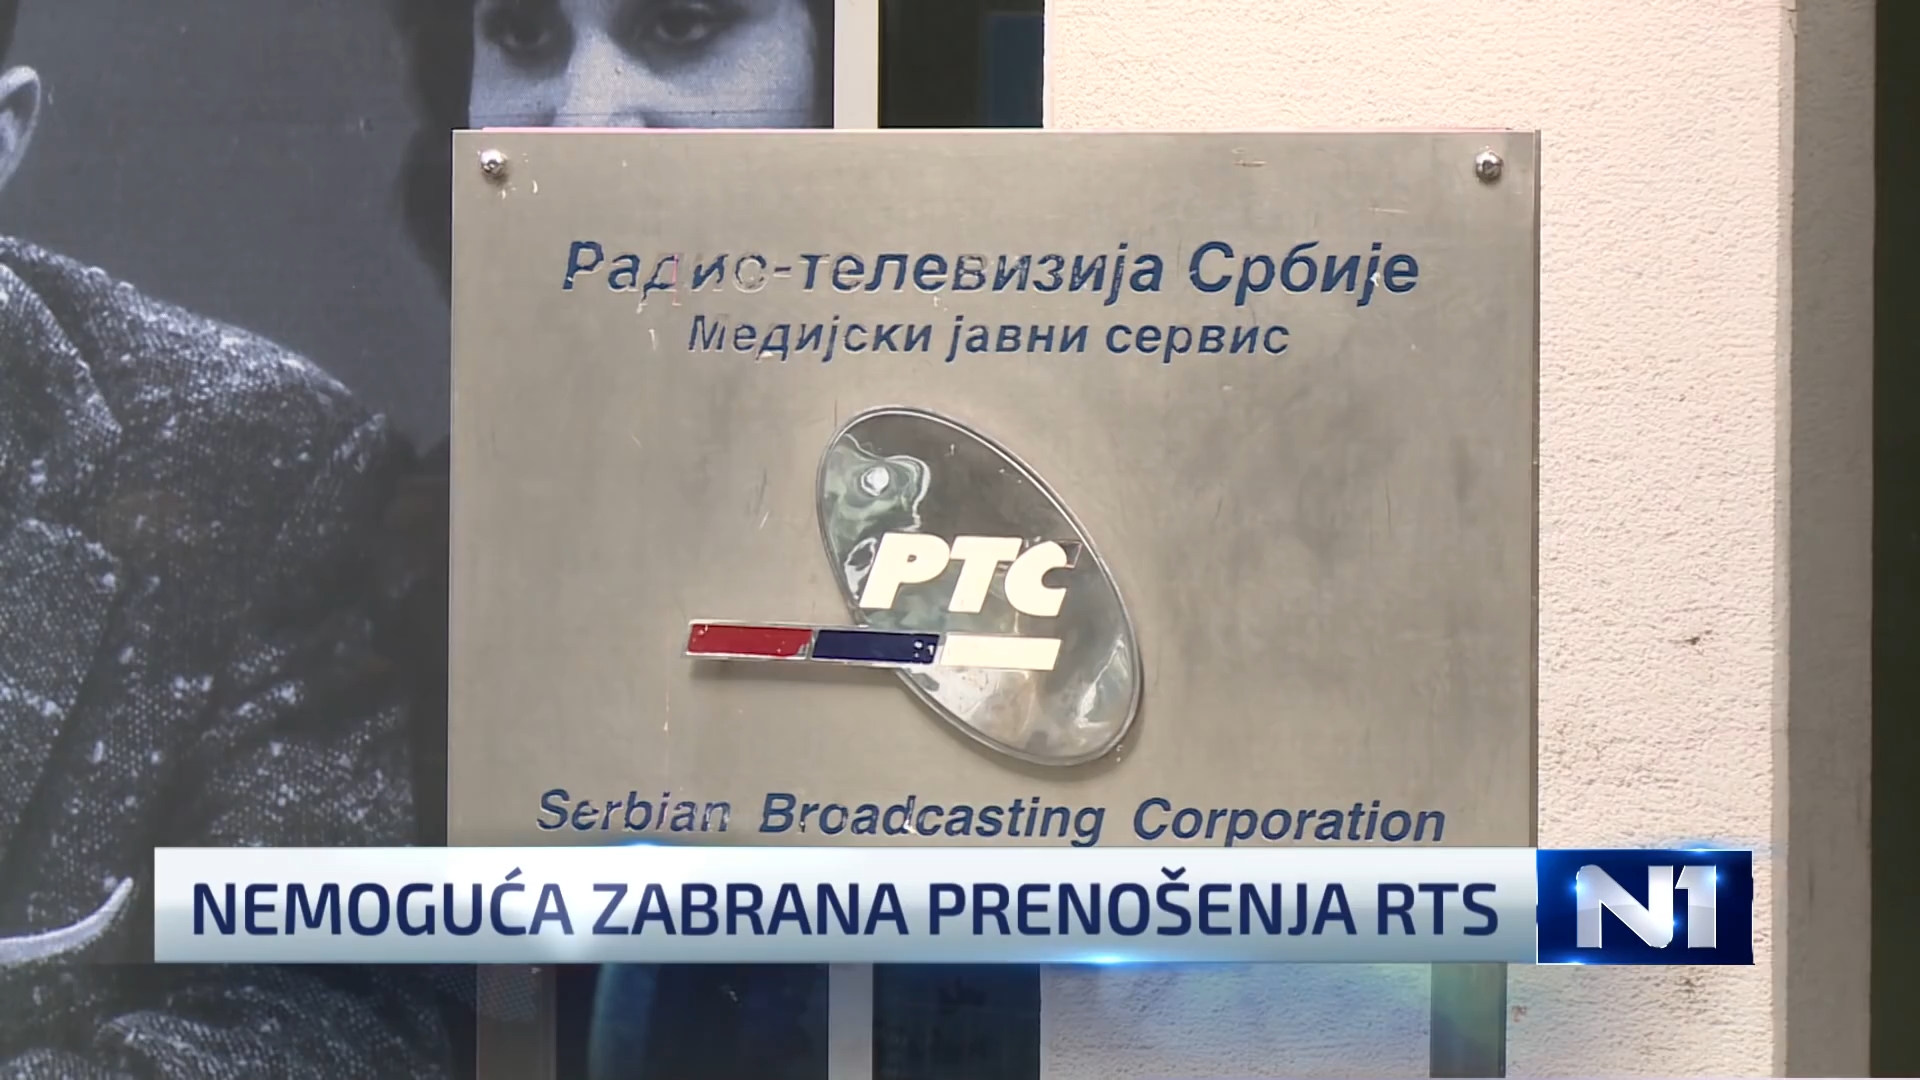 Радио-телевизија Србије
Медијски јавни сервис
РТС
Serbian Broadcasting Corporation
NEMOGUĆA ZABRANA PRENOŠENJA RTS
N1